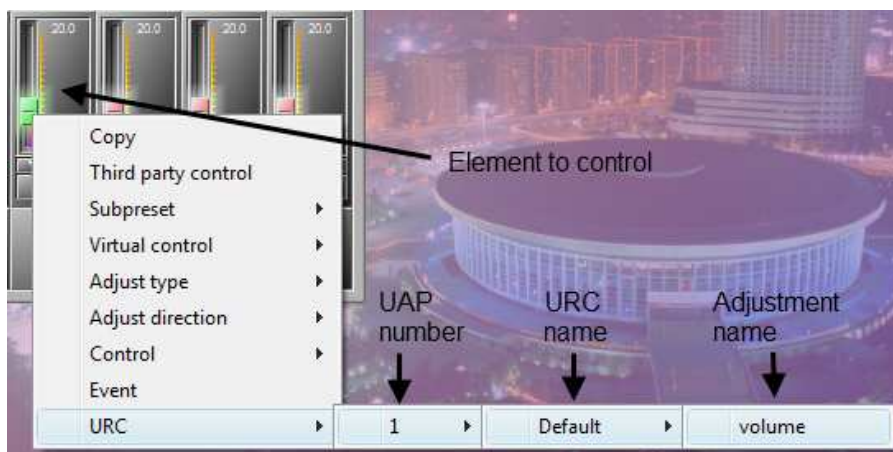 20.0 20.0 20.0 20.0
Copy
Third party control
Subpreset
Virtual control
Adjust type
Adjust direction
Control
Event
URC
Element to control
UAP
number
URC
name
Adjustment
name
1
Default
volume